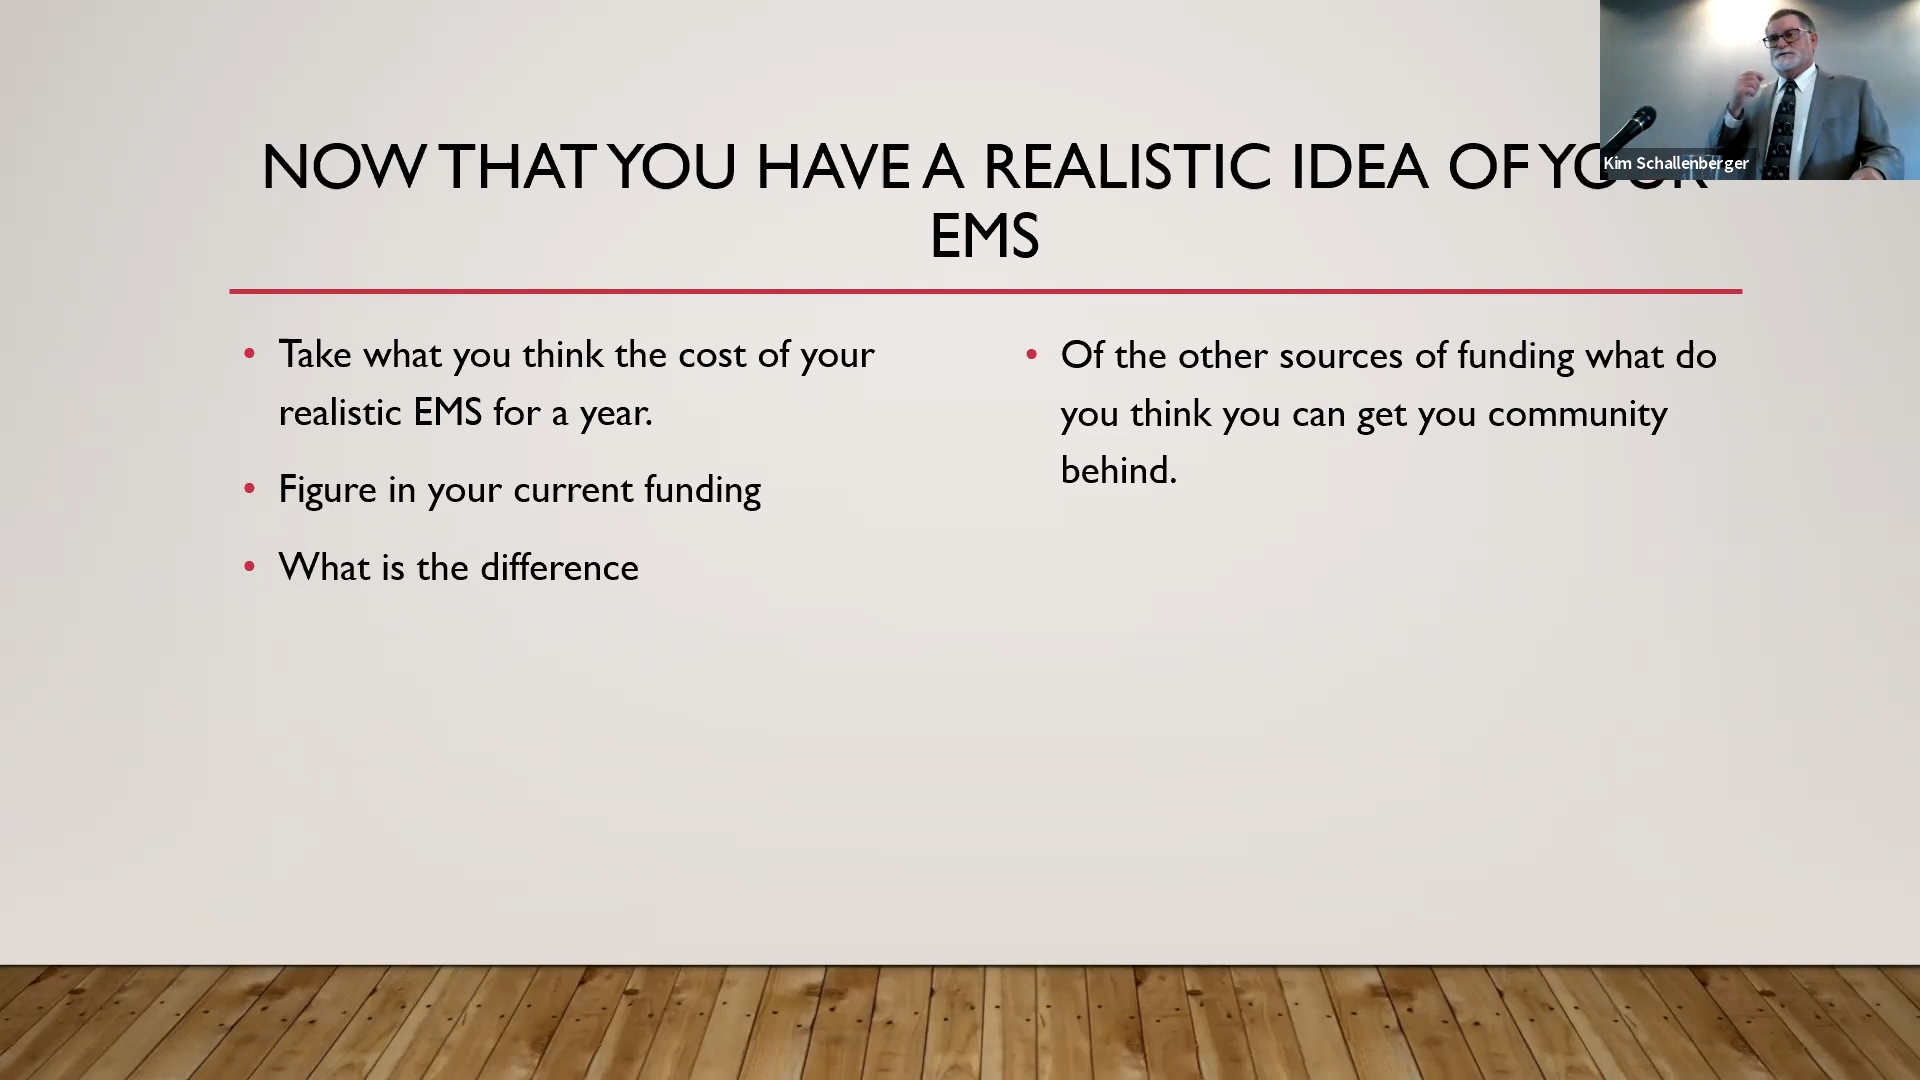 NOW THAT YOU HAVE A REALISTIC IDEA OF YOUR
EMS
Kim Schallenberger
• Take what you think the cost of your
realistic EMS for a year.
• Figure in your current funding
• What is the difference
• Of the other sources of funding what do
you think you can get you community
behind.